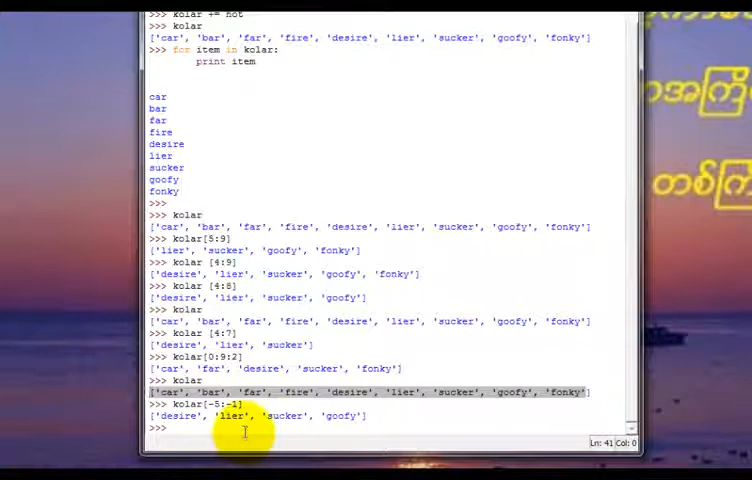 >>> kolar += hot
>>> kolar
['car', 'bar', 'far', 'fire', 'desire', 'lier', 'sucker', 'goofy', 'fonky']
>>> for item in kolar:
print item
car
bar
far
fire
desire
lier
sucker
goofy
fonky
>>>
>>> kolar
['car', 'bar', 'far', 'fire', 'desire', 'lier', 'sucker', 'goofy', 'fonky']
>>> kolar[5:9]
['lier', 'sucker', 'goofy', 'fonky']
>>> kolar [4:9]
['desire', 'lier', 'sucker', 'goofy', 'fonky']
>>> kolar [4:8]
['desire', 'lier', 'sucker', 'goofy']
>>> kolar
['car', 'bar', 'far', 'fire', 'desire', 'lier', 'sucker', 'goofy', 'fonky']
>>> kolar [4:7]
['desire', 'lier', 'sucker']
>>> kolar[0:9:2]
['car', 'far', 'desire', 'sucker', 'fonky']
>>> kolar
['car', 'bar', 'far', 'fire', 'desire', 'lier', 'sucker', 'goofy', 'fonky']
>>> kolar[-5:-1]
['desire', 'lier', 'sucker', 'goofy']
>>>
Ln: 41 Col: 0